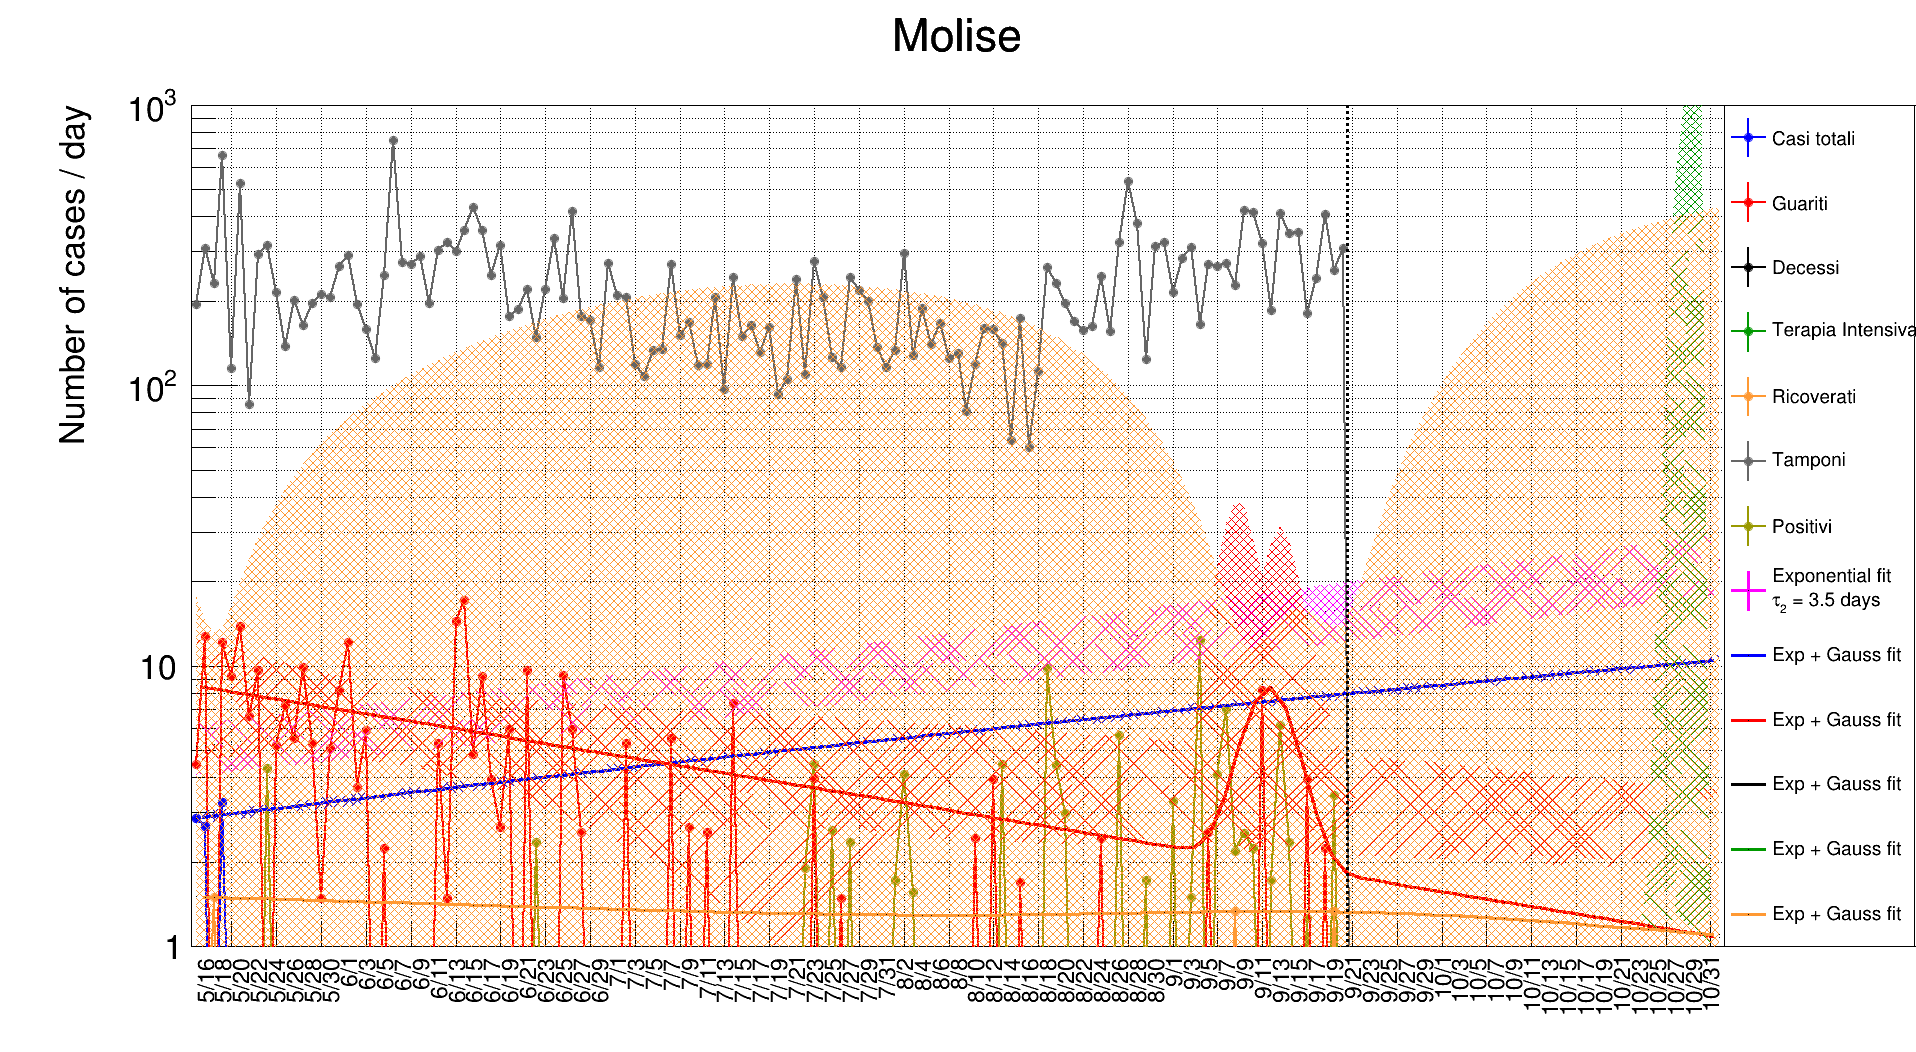 Molise
Number of cases / day
10³
10²
10
1
5/16 5/18 5/20 5/22 5/24 5/26 5/28 5/30 6/1 6/3 6/5 6/7 6/9 6/11 6/13 6/15 6/17 6/19 6/21 6/23 6/25 6/27 6/29 7/1 7/3 7/5 7/7 7/9 7/11 7/13 7/15 7/17 7/19 7/21 7/23 7/25 7/27 7/29 7/31 8/2 8/4 8/6 8/8 8/10 8/12 8/14 8/16 8/18 8/20 8/22 8/24 8/26 8/28 8/30 9/1 9/3 9/5 9/7 9/9 9/11 9/13 9/15 9/17 9/19 9/21 9/23 9/25 9/27 9/29 10/1 10/3 10/5 10/7 10/9 10/11 10/13 10/15 10/17 10/19 10/21 10/23 10/25 10/27 10/29 10/31
Casi totali
Guariti
Decessi
Terapia Intensiva
Ricoverati
Tamponi
Positivi
Exponential fit
τ₂ = 3.5 days
Exp + Gauss fit
Exp + Gauss fit
Exp + Gauss fit
Exp + Gauss fit
Exp + Gauss fit